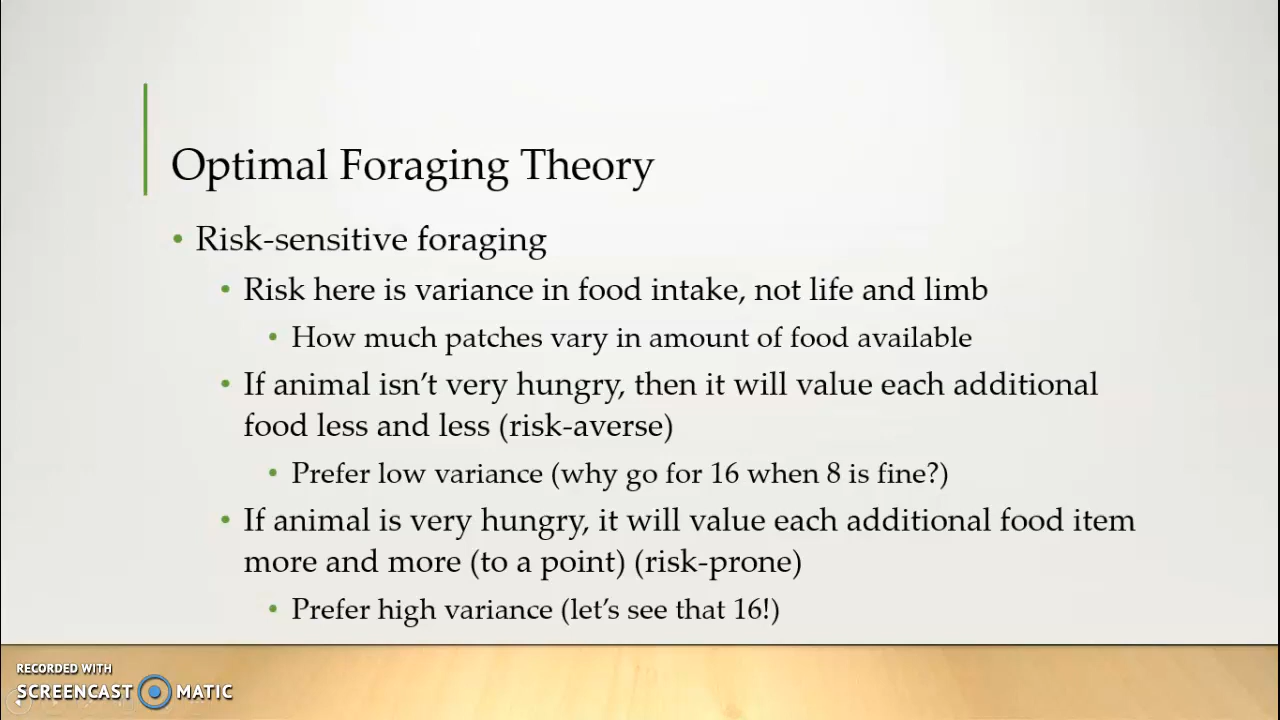 Optimal Foraging Theory
• Risk-sensitive foraging
• Risk here is variance in food intake, not life and limb
• How much patches vary in amount of food available
• If animal isn’t very hungry, then it will value each additional
food less and less (risk-averse)
• Prefer low variance (why go for 16 when 8 is fine?)
• If animal is very hungry, it will value each additional food item
more and more (to a point) (risk-prone)
• Prefer high variance (let’s see that 16!)
RECORDED WITH
SCREENCAST MATIC